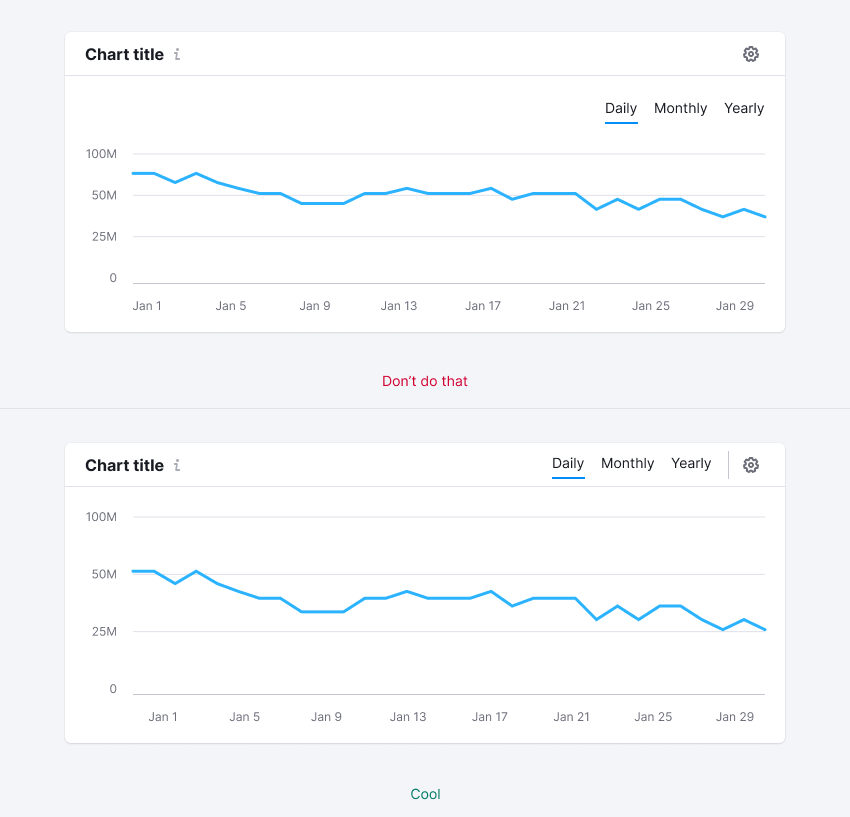 Chart title i
Daily Monthly Yearly
100M
50M
25M
0
Jan 1 Jan 5 Jan 9 Jan 13 Jan 17 Jan 21 Jan 25 Jan 29
Don’t do that
Chart title i Daily Monthly Yearly
100M
50M
25M
0
Jan 1 Jan 5 Jan 9 Jan 13 Jan 17 Jan 21 Jan 25 Jan 29
Cool